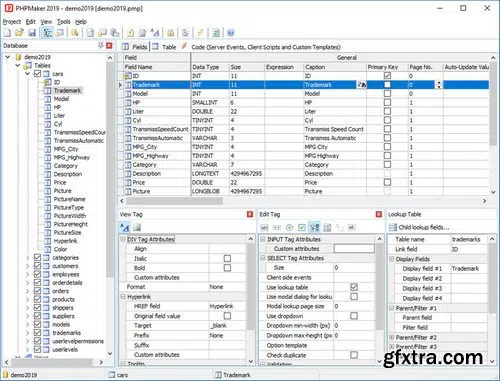 PHPMaker 2019 - demo2019 [demo2019.pmp]
Project Edit View Tools Help
Database
demo2019
Tables
cars
ID
Trademark
Model
HP
Liter
Cyl
TransmissSpeedCount
TransmissAutomatic
MPG_City
MPG_Highway
Category
Description
Price
Picture
PictureName
PictureType
PictureWidth
PictureHeight
PictureSize
Hyperlink
Color
categories
customers
employees
orderdetails
orders
products
shippers
suppliers
models
trademarks
userlevelpermissions
userlevels
Fields Table Code (Server Events, Client Scripts and Custom Templates)
Field General
Field Name Data Type Size Expression Caption Primary Key Page No. Auto-Update Value
ID INT 11 ID 0
Trademark INT 11 Trademark 0
Model INT 11 Model 0
HP SMALLINT 6 HP 1
Liter DOUBLE 22 Liter 1
Cyl TINYINT 4 Cyl 1
TransmissSpeedCount TINYINT 4 Transmiss Speed Count 1
TransmissAutomatic VARCHAR 3 Transmiss Automatic 1
MPG_City TINYINT 4 MPG City 1
MPG_Highway TINYINT 4 MPG Highway 1
Category VARCHAR 7 Category 1
Description LONGTEXT 4294967295 Description 1
Price DOUBLE 22 Price 1
Picture LONGBLOB 4294967295 Picture 1
View Tag
DIV Tag Attributes
Align
Italic
Bold
Custom attributes
Format None
Hyperlink
HREF field Hyperlink
Original field value
Target _blank
Prefix None
Suffix
Custom attributes
Tooltip
Edit Tag
INPUT Tag Attributes
Custom attributes
SELECT Tag Attributes
Size 0
Client side events
Use lookup table
Use modal dialog for looku
Modal lookup page size 0
Use dropdown
Dropdown min-width (px) 0
Dropdown max-height (px) 0
Option template
Check duplicate
Validation
Lookup Table
Child lookup fields...
Table name trademarks
Link field ID
Display Fields
Display field #1 Trademark
Display field #2
Display field #3
Display field #4
Parent/Filter #1
Parent field
Filter field
Parent/Filter #2
demo2019 cars Trademark
gfxtra.com